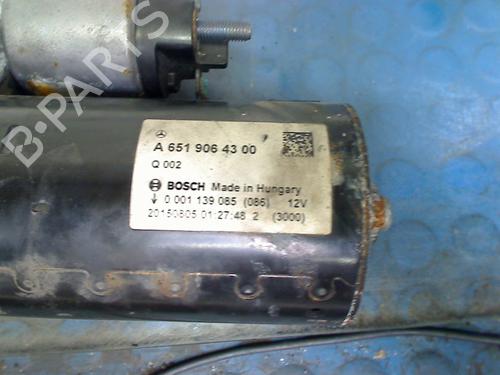 A 651 906 43 00
Q 002
BOSCH Made in Hungary
0 001 139 085 (086) 12V
20150805 01:27:48 2 (3000)
B-PARTS
B-PARTS